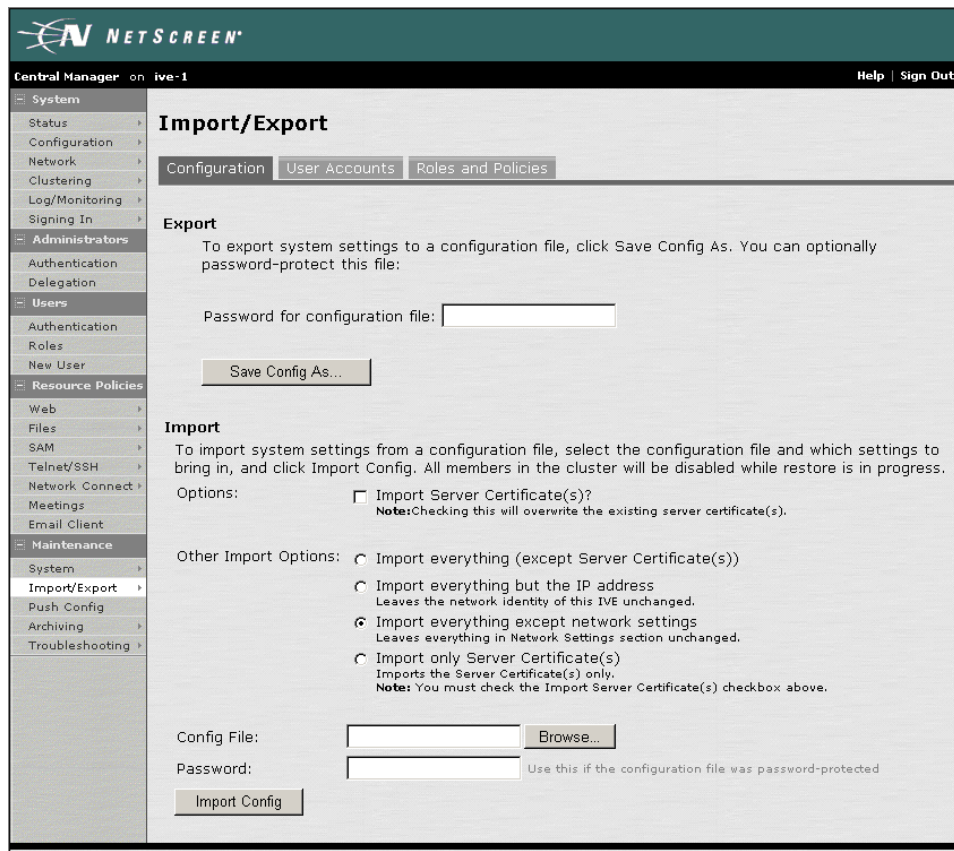 NETSCREEN
Central Manager on ive-1
Help | Sign Out
System
Status
Configuration
Network
Clustering
Log/Monitoring
Signing In
Administrators
Authentication
Delegation
Users
Authentication
Roles
New User
Resource Policies
Web
Files
SAM
Telnet/SSH
Network Connect
Meetings
Email Client
Maintenance
System
Import/Export
Push Config
Archiving
Troubleshooting
Import/Export
Configuration User Accounts Roles and Policies
Export
To export system settings to a configuration file, click Save Config As. You can optionally
password-protect this file:
Password for configuration file:
Save Config As...
Import
To import system settings from a configuration file, select the configuration file and which settings to
bring in, and click Import Config. All members in the cluster will be disabled while restore is in progress.
Options: Import Server Certificate(s)?
Note:Checking this will overwrite the existing server certificate(s).
Other Import Options: Import everything (except Server Certificate(s))
Import everything but the IP address
Leaves the network identity of this IVE unchanged.
Import everything except network settings
Leaves everything in Network Settings section unchanged.
Import only Server Certificate(s)
Imports the Server Certificate(s) only.
Note: You must check the Import Server Certificate(s) checkbox above.
Config File: Browse...
Password: Use this if the configuration file was password-protected
Import Config